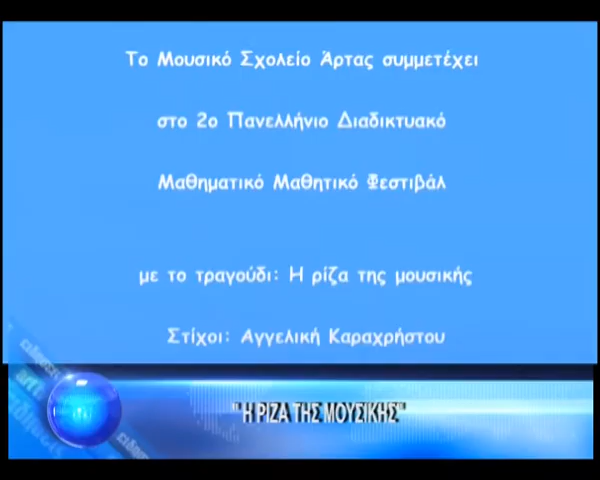 Το Μουσικό Σχολείο Άρτας συμμετέχει
στο 2ο Πανελλήνιο Διαδικτυακό
Μαθηματικό Μαθητικό Φεστιβάλ
με το τραγούδι: Η ρίζα της μουσικής
Στίχοι: Αγγελική Καραχρήστου
"Η ΡΙΖΑ ΤΗΣ ΜΟΥΣΙΚΗΣ"